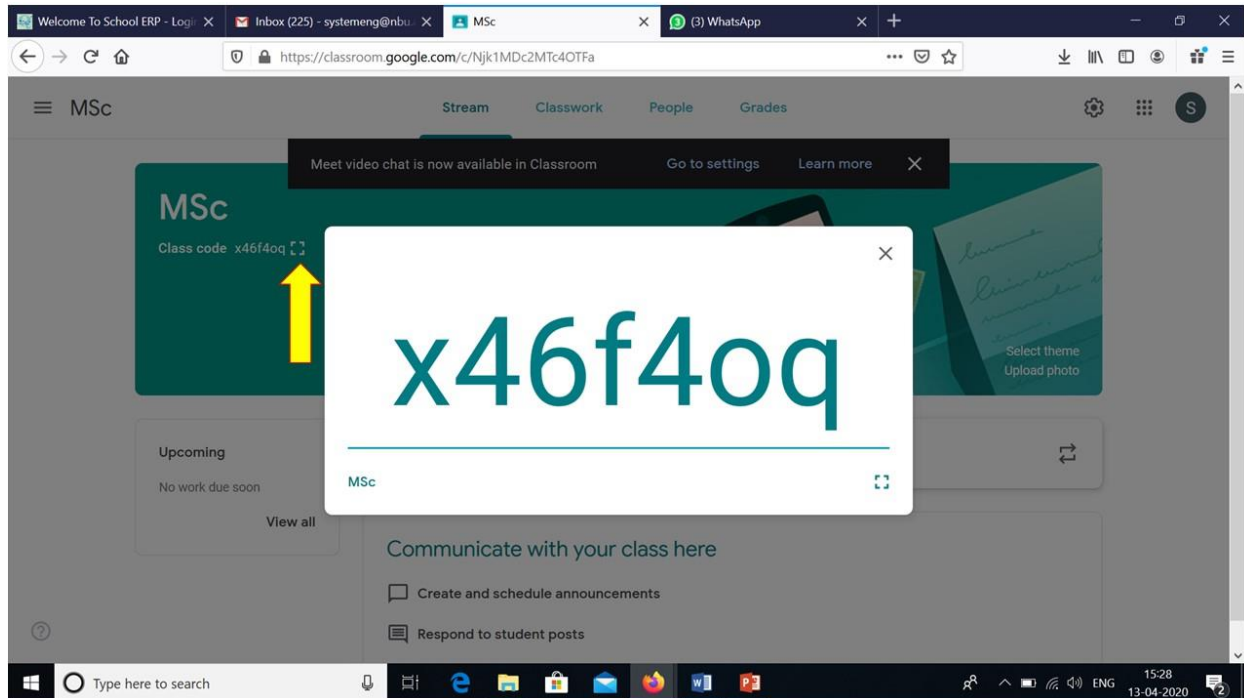 Welcome To School ERP - Login
Inbox (225) - systemeng@nbu.
MSc
(3) WhatsApp
https://classroom.google.com/c/Njk1MDc2MTc4OTFa
MSc
Stream Classwork People Grades
S
Meet video chat is now available in Classroom Go to settings Learn more
MSc
Class code x46f4oq
x46f4oq
MSc
Select theme
Upload photo
Upcoming
No work due soon
View all
Communicate with your class here
Create and schedule announcements
Respond to student posts
Type here to search
ENG
15:28
13-04-2020
2